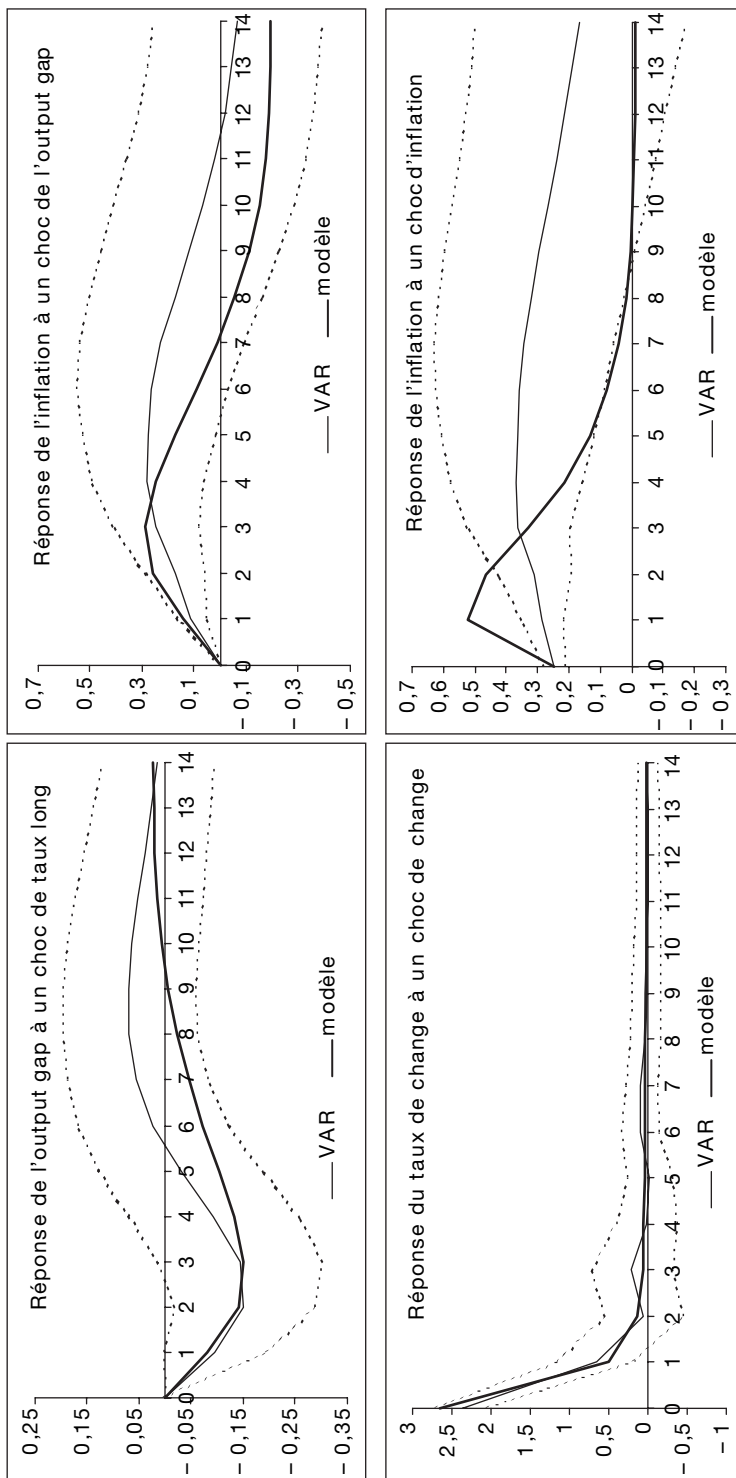 Réponse de l'output gap à un choc de taux long
0,25
0,15
0,05
− 0,05
− 0,15
− 0,25
− 0,35
0 1 2 3 4 5 6 7 8 9 10 11 12 13 14
VAR modèle
Réponse de l'inflation à un choc de l'output gap
0,7
0,5
0,3
0,1
− 0,1
− 0,3
− 0,5
0 1 2 3 4 5 6 7 8 9 10 11 12 13 14
VAR modèle
Réponse du taux de change à un choc de change
3
2,5
2
1,5
1
0,5
0
− 0,5
− 1
0 1 2 3 4 5 6 7 8 9 10 11 12 13 14
VAR modèle
Réponse de l'inflation à un choc d'inflation
0,7
0,6
0,5
0,4
0,3
0,2
0,1
0
− 0,1
− 0,2
− 0,3
0 1 2 3 4 5 6 7 8 9 10 11 12 13 14
VAR modèle